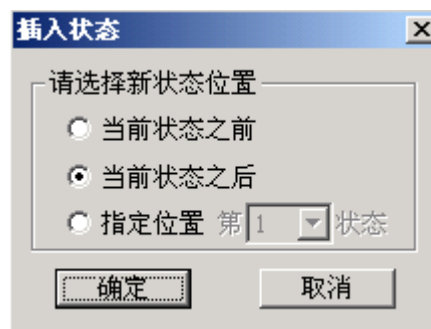 插入状态
请选择新状态位置
当前状态之前
当前状态之后
指定位置 第 1 状态
确定 取消